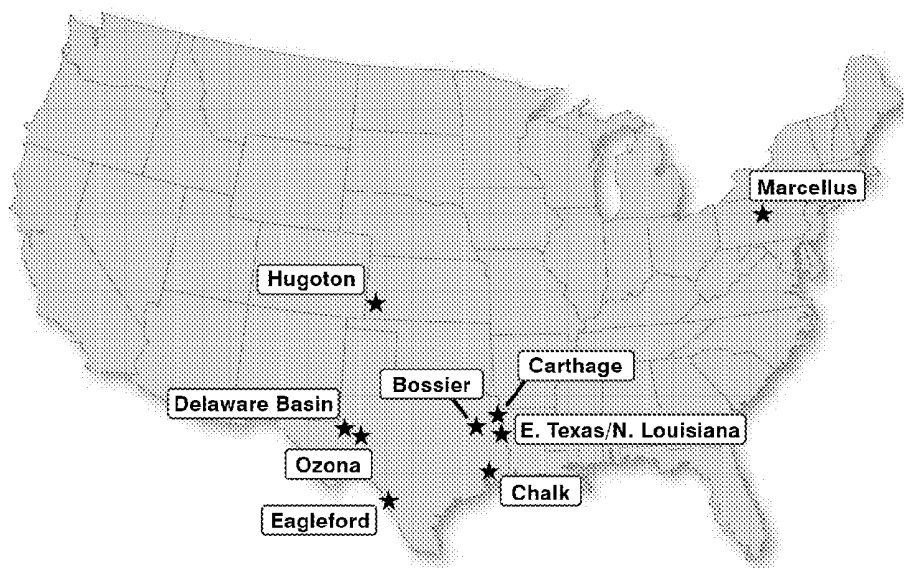 Marcellus
Hugoton
Carthage
Bossier
Delaware Basin
E. Texas/N. Louisiana
Ozona
Chalk
Eagleford